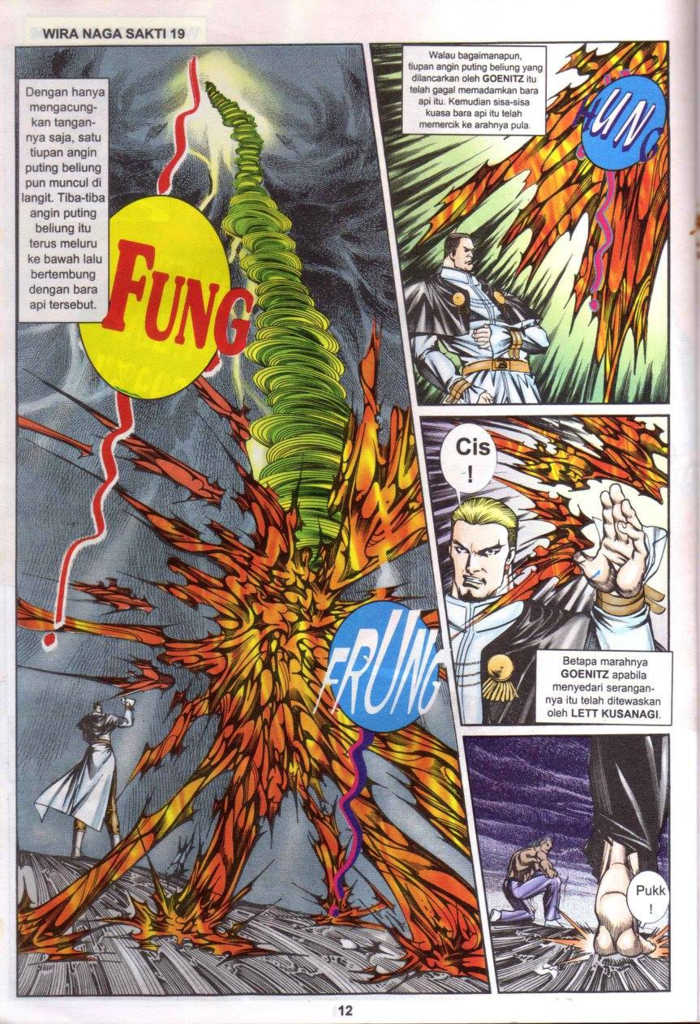 WIRA NAGA SAKTI 19
Dengan hanya
mengacung-
kan tangan-
nya saja, satu
tiupan angin
puting beliung
pun muncul di
langit. Tiba-tiba
angin puting
beliung itu
terus meluru
ke bawah lalu
bertembung
dengan bara
api tersebut.
FUNG
FRUNG
Walau bagaimanapun,
tiupan angin puting beliung yang
dilancarkan oleh GOENITZ itu
telah gagal memadamkan bara
api itu. Kemudian sisa-sisa
kuasa bara api itu telah
memercik ke arahnya pula.
HUNG
Cis
!
Betapa marahnya
GOENITZ apabila
menyedari serangan-
nya itu telah ditewaskan
oleh LETT KUSANAGI.
Pukk
!
12